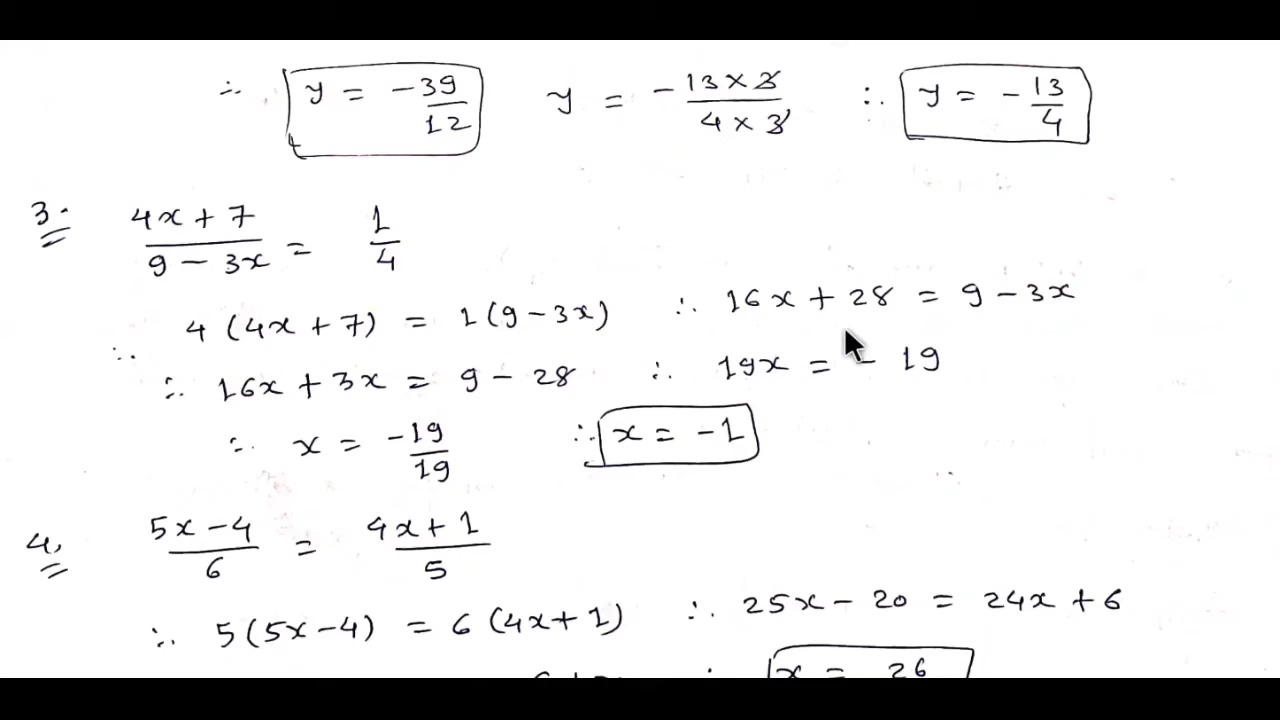 ∴ y = -39/12 y = -13×3/4×3 ∴ y = -13/4
3. 4x+7/9-3x = 1/4
∴ 4(4x+7) = 1(9-3x) ∴ 16x+28 = 9-3x
∴ 16x+3x = 9-28 ∴ 19x = -19
∴ x = -19/19 ∴ x = -1
4. 5x-4/6 = 4x+1/5
∴ 5(5x-4) = 6(4x+1) ∴ 25x-20 = 24x+6
∴ x = 26